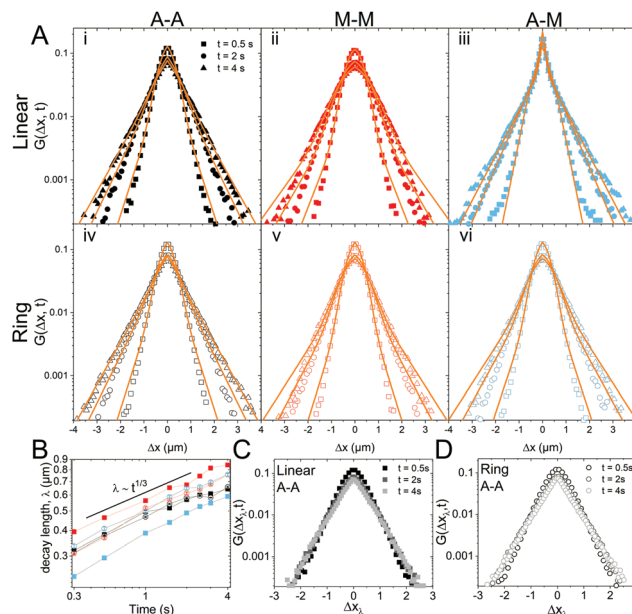 A-A M-M A-M
A
i ii iii
t = 0.5 s
t = 2 s
t = 4 s
Linear
G(Δx, t)
0.1
0.01
0.001
iv v vi
Ring
G(Δx, t)
0.1
0.01
0.001
-4 -3 -2 -1 0 1 2 3 4 -3 -2 -1 0 1 2 3 -4 -3 -2 -1 0 1 2 3 4
Δx (µm) Δx (µm) Δx (µm)
B
decay length, λ (µm)
0.9
0.8
0.7
0.6
0.5
0.4
0.3
λ ~ t1/3
0.3 1 4
Time (s)
C
Linear
A-A
t = 0.5s
t = 2s
t = 4s
G(Δxλ,t)
0.1
0.01
0.001
-3 -2 -1 0 1 2 3
Δxλ
D
Ring
A-A
t = 0.5s
t = 2s
t = 4s
G(Δxλ,t)
0.1
0.01
0.001
-3 -2 -1 0 1 2 3
Δxλ